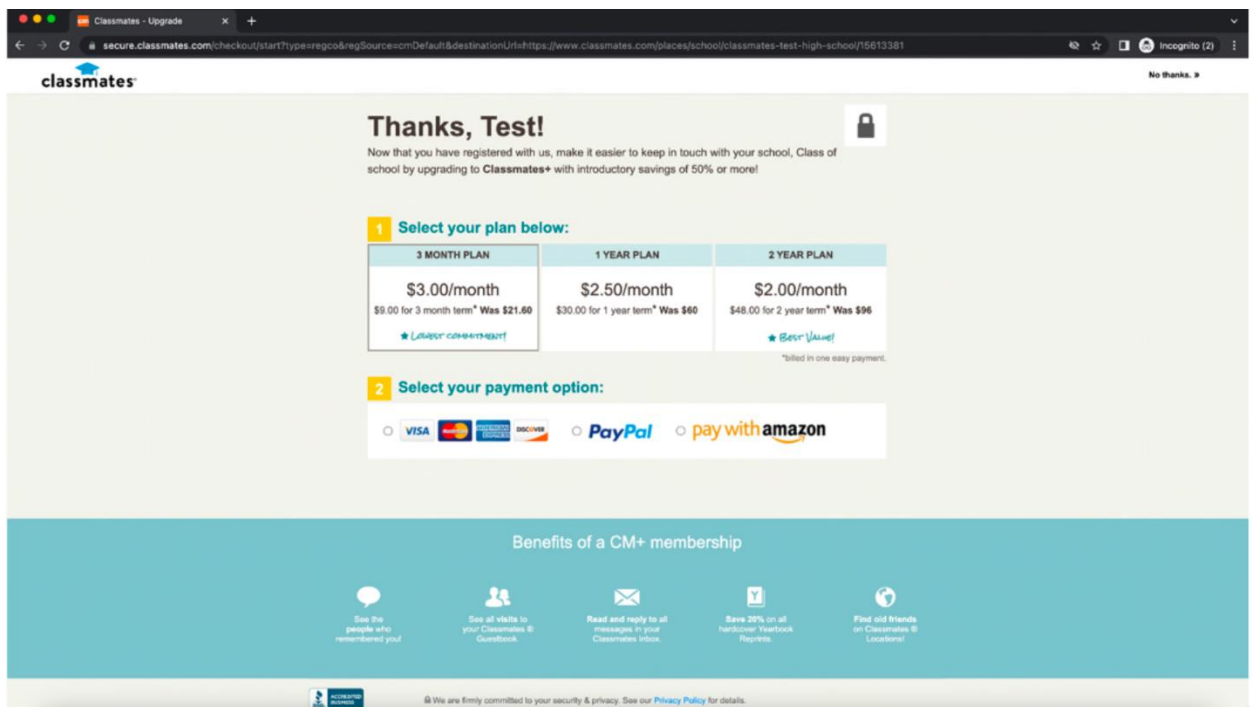 Classmates - Upgrade
secure.classmates.com/checkout/start?type=regco&regSource=cmDefault&destinationUrl=https://www.classmates.com/places/school/classmates-test-high-school/15613381
Incognito (2)
classmates
No thanks. »
Thanks, Test!
Now that you have registered with us, make it easier to keep in touch with your school, Class of
school by upgrading to Classmates+ with introductory savings of 50% or more!
1 Select your plan below:
3 MONTH PLAN 1 YEAR PLAN 2 YEAR PLAN
$3.00/month $2.50/month $2.00/month
$9.00 for 3 month term* Was $21.60 $30.00 for 1 year term* Was $60 $48.00 for 2 year term* Was $96
★ LOWEST COMMITMENT! ★ BEST VALUE!
*billed in one easy payment.
2 Select your payment option:
VISA MasterCard AMERICAN EXPRESS DISCOVER PayPal pay with amazon
Benefits of a CM+ membership
See the See all visits to Read and reply to all Save 20% on all Find old friends
people who your Classmates ® messages in your hardcover Yearbook on Classmates ®
remembered you! Guestbook. Classmates Inbox. Reprints. Locations!
ACCREDITED
BUSINESS
We are firmly committed to your security & privacy. See our Privacy Policy for details.